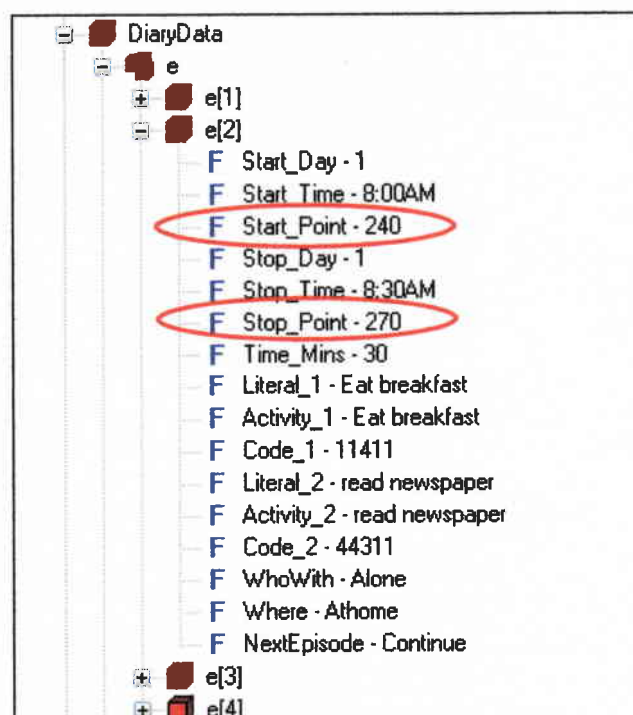 DiaryData
e
e[1]
e[2]
F Start_Day - 1
F Start_Time - 8:00AM
F Start_Point - 240
F Stop_Day - 1
F Stop_Time - 8:30AM
F Stop_Point - 270
F Time_Mins - 30
F Literal_1 - Eat breakfast
F Activity_1 - Eat breakfast
F Code_1 - 11411
F Literal_2 - read newspaper
F Activity_2 - read newspaper
F Code_2 - 44311
F WhoWith - Alone
F Where - Athome
F NextEpisode - Continue
e[3]
e[4]